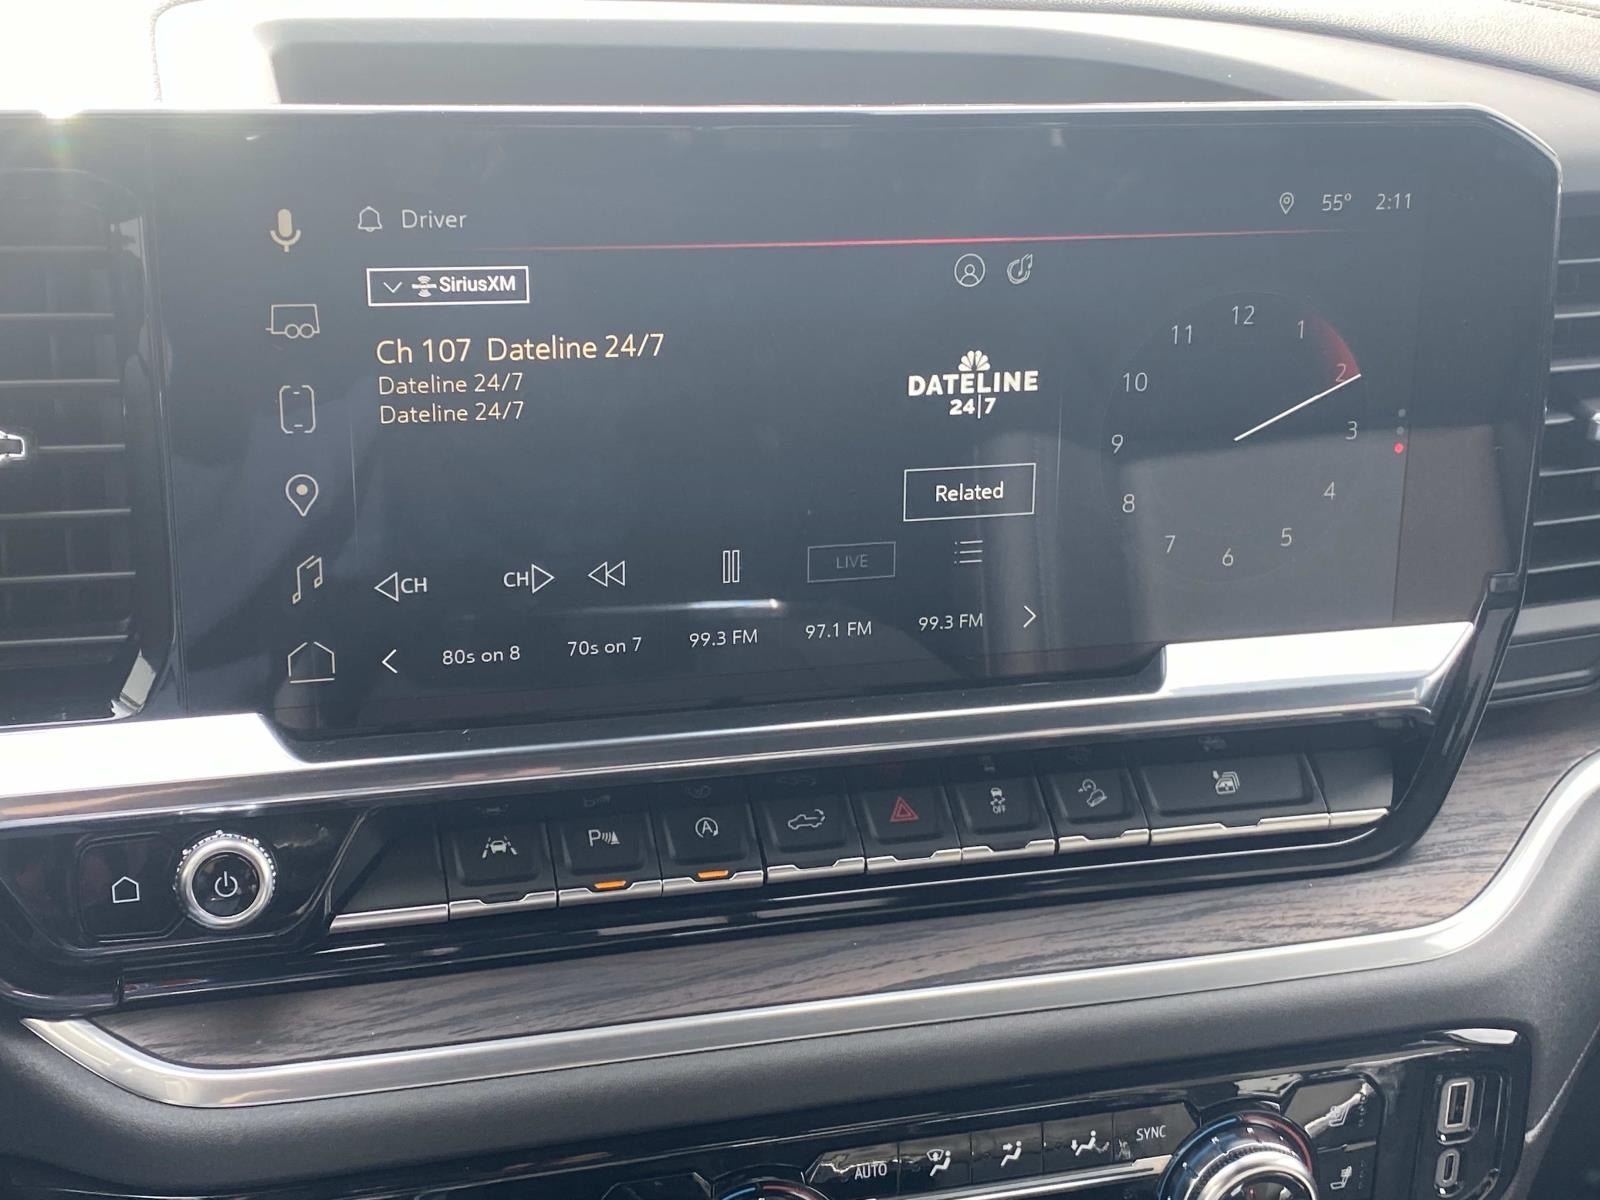 Driver
55° 2:11
SiriusXM
Ch 107 Dateline 24/7
Dateline 24/7
Dateline 24/7
DATELINE
24|7
Related
CH
CH
LIVE
80s on 8
70s on 7
99.3 FM
97.1 FM
99.3 FM
12
1
2
3
4
5
6
7
8
9
10
11
P
A
OFF
AUTO
SYNC